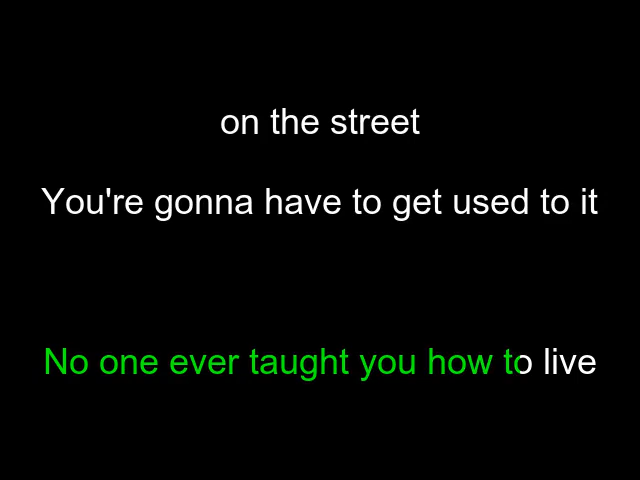 on the street
You're gonna have to get used to it
No one ever taught you how to live